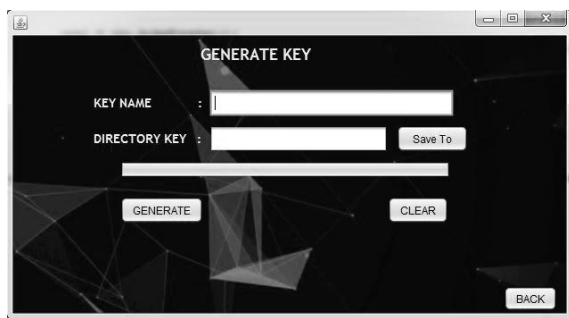 GENERATE KEY
KEY NAME :
DIRECTORY KEY : Save To
GENERATE CLEAR
BACK